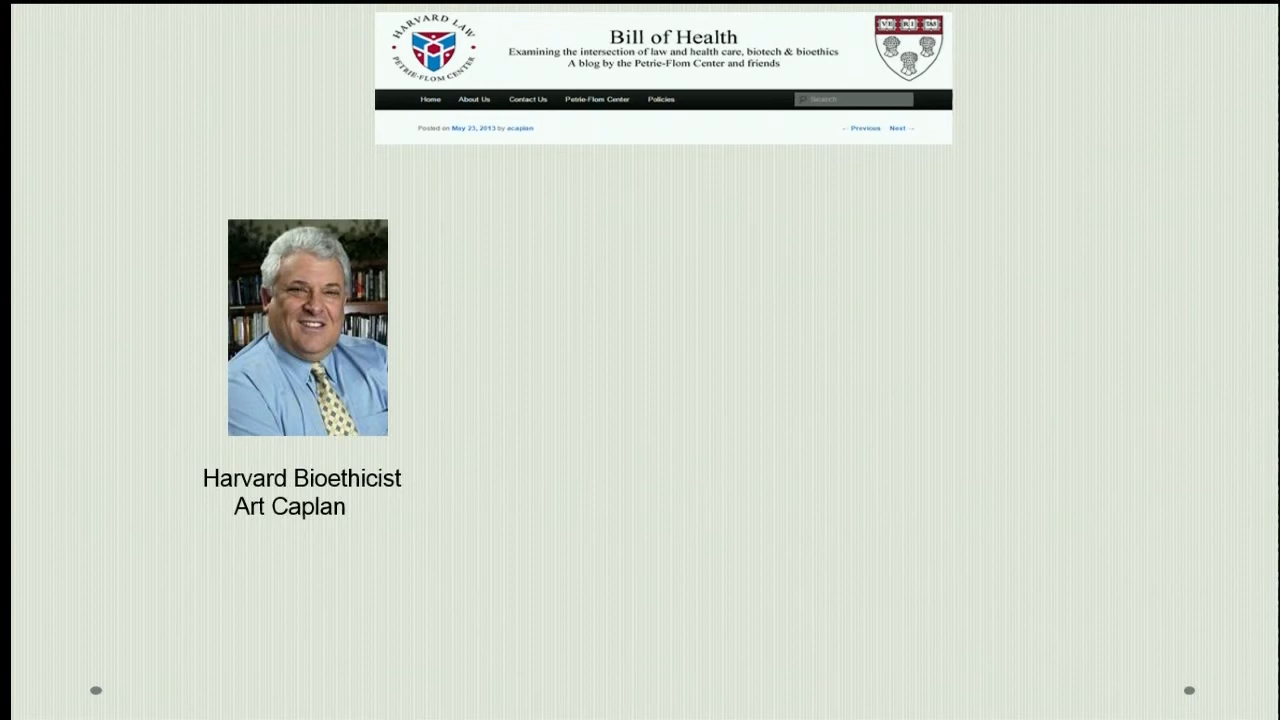 HARVARD LAW
PETRIE-FLOM CENTER
Bill of Health
Examining the intersection of law and health care, biotech & bioethics
A blog by the Petrie-Flom Center and friends
VE RI TAS
Home About Us Contact Us Petrie-Flom Center Policies Search
Posted on May 23, 2013 by acaplan ← Previous Next →
Harvard Bioethicist
Art Caplan